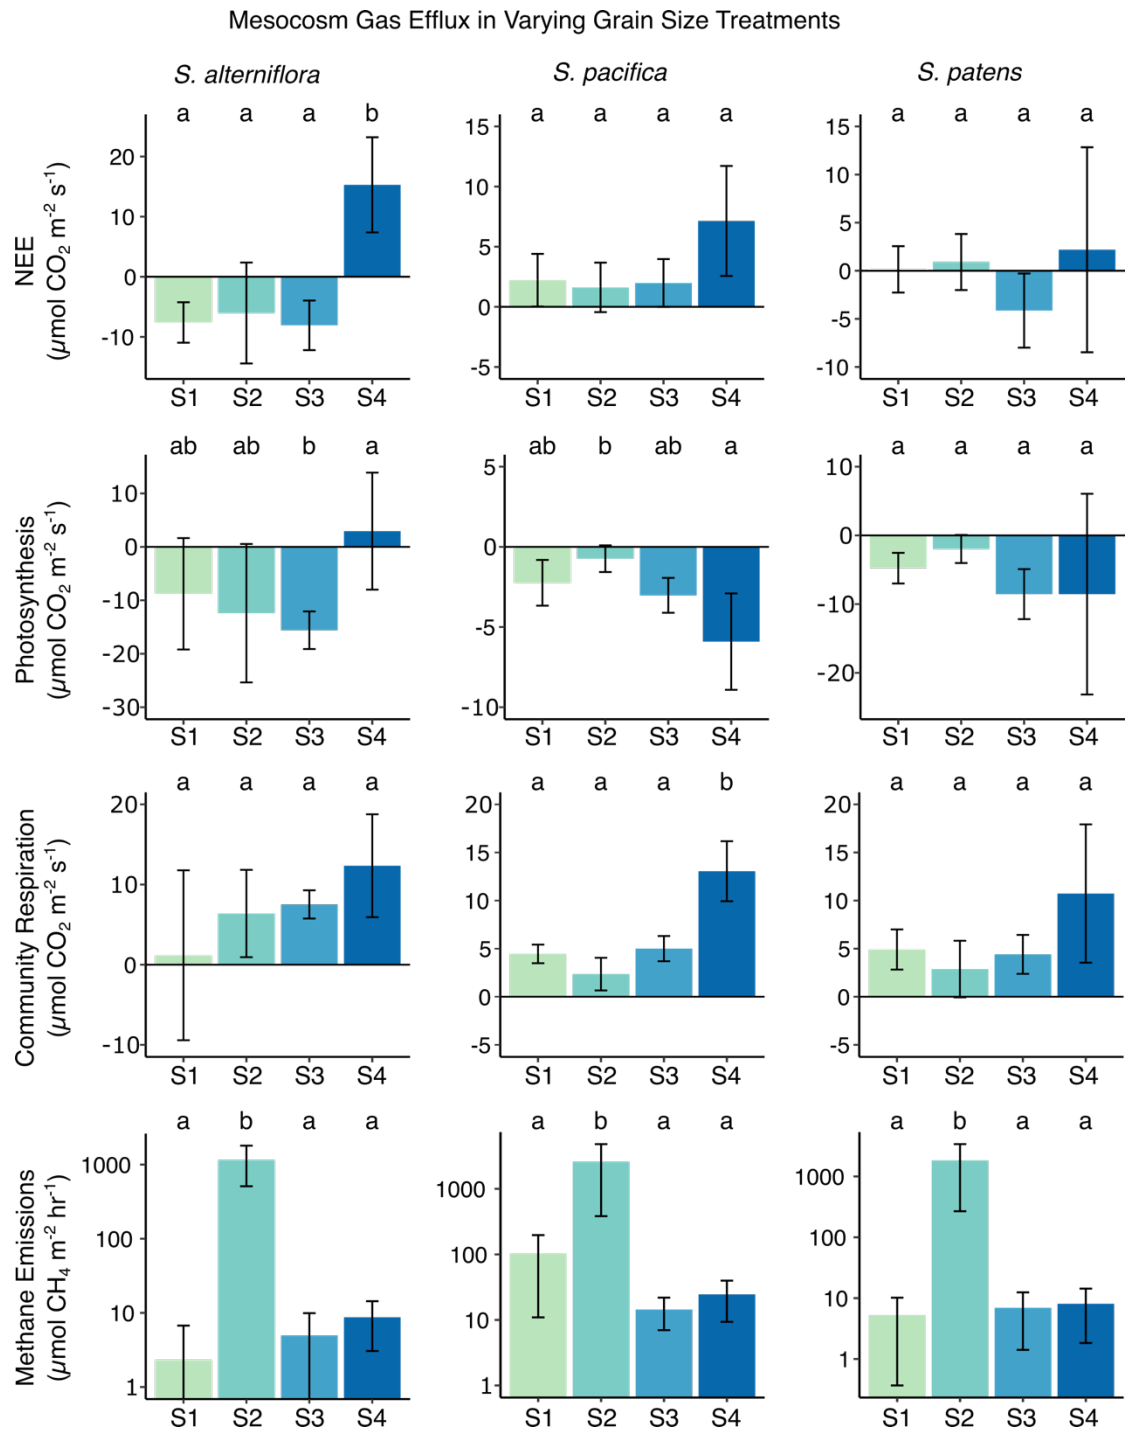 Mesocosm Gas Efflux in Varying Grain Size Treatments
S. alterniflora
S. pacifica
S. patens
NEE
(µmol CO₂ m⁻² s⁻¹)
a a a b
20
10
0
-10
S1 S2 S3 S4
a a a a
15
10
5
0
-5
S1 S2 S3 S4
a a a a
15
10
5
0
-5
-10
S1 S2 S3 S4
Photosynthesis
(µmol CO₂ m⁻² s⁻¹)
ab ab b a
10
0
-10
-20
-30
S1 S2 S3 S4
ab b ab a
5
0
-5
-10
S1 S2 S3 S4
a a a a
10
0
-10
-20
S1 S2 S3 S4
Community Respiration
(µmol CO₂ m⁻² s⁻¹)
a a a a
20
10
0
-10
S1 S2 S3 S4
a a a b
20
15
10
5
0
-5
S1 S2 S3 S4
a a a a
20
15
10
5
0
-5
S1 S2 S3 S4
Methane Emissions
(µmol CH₄ m⁻² hr⁻¹)
a b a a
1000
100
10
1
S1 S2 S3 S4
a b a a
1000
100
10
1
S1 S2 S3 S4
a b a a
1000
100
10
1
S1 S2 S3 S4